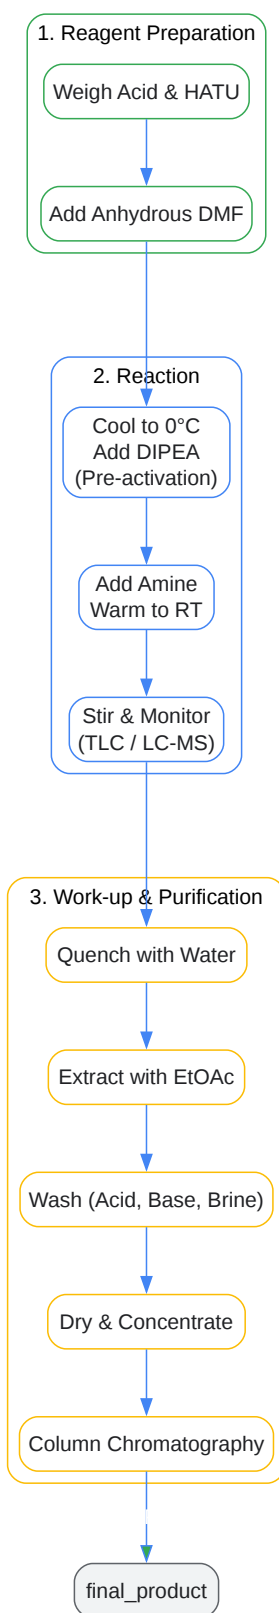 1. Reagent Preparation
Weigh Acid & HATU
Add Anhydrous DMF
2. Reaction
Cool to 0°C
Add DIPEA
(Pre-activation)
Add Amine
Warm to RT
Stir & Monitor
(TLC / LC-MS)
3. Work-up & Purification
Quench with Water
Extract with EtOAc
Wash (Acid, Base, Brine)
Dry & Concentrate
Column Chromatography
final_product